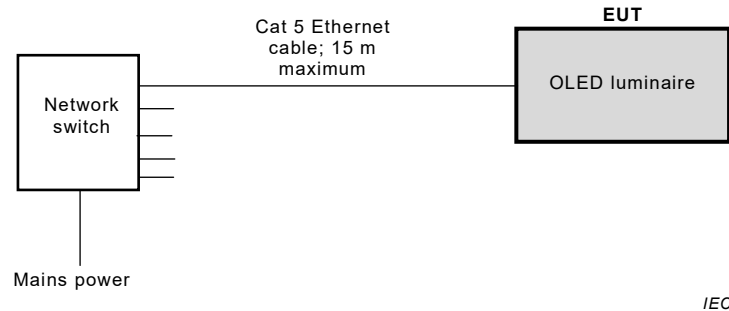 EUT
Cat 5 Ethernet
cable; 15 m
maximum
OLED luminaire
Network
switch
Mains power
IEC